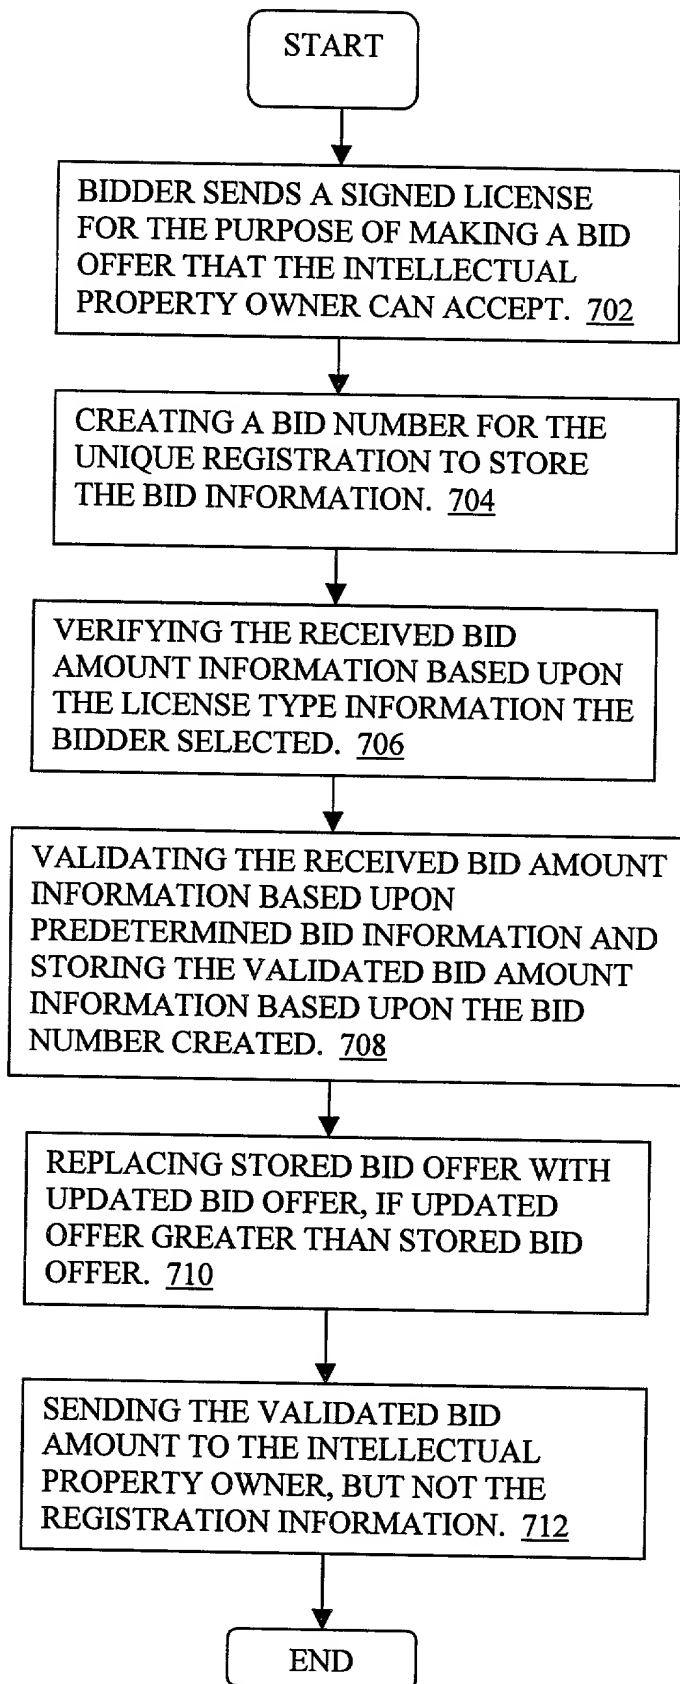 START
BIDDER SENDS A SIGNED LICENSE
FOR THE PURPOSE OF MAKING A BID
OFFER THAT THE INTELLECTUAL
PROPERTY OWNER CAN ACCEPT. 702
CREATING A BID NUMBER FOR THE
UNIQUE REGISTRATION TO STORE
THE BID INFORMATION. 704
VERIFYING THE RECEIVED BID
AMOUNT INFORMATION BASED UPON
THE LICENSE TYPE INFORMATION THE
BIDDER SELECTED. 706
VALIDATING THE RECEIVED BID AMOUNT
INFORMATION BASED UPON
PREDETERMINED BID INFORMATION AND
STORING THE VALIDATED BID AMOUNT
INFORMATION BASED UPON THE BID
NUMBER CREATED. 708
REPLACING STORED BID OFFER WITH
UPDATED BID OFFER, IF UPDATED
OFFER GREATER THAN STORED BID
OFFER. 710
SENDING THE VALIDATED BID
AMOUNT TO THE INTELLECTUAL
PROPERTY OWNER, BUT NOT THE
REGISTRATION INFORMATION. 712
END